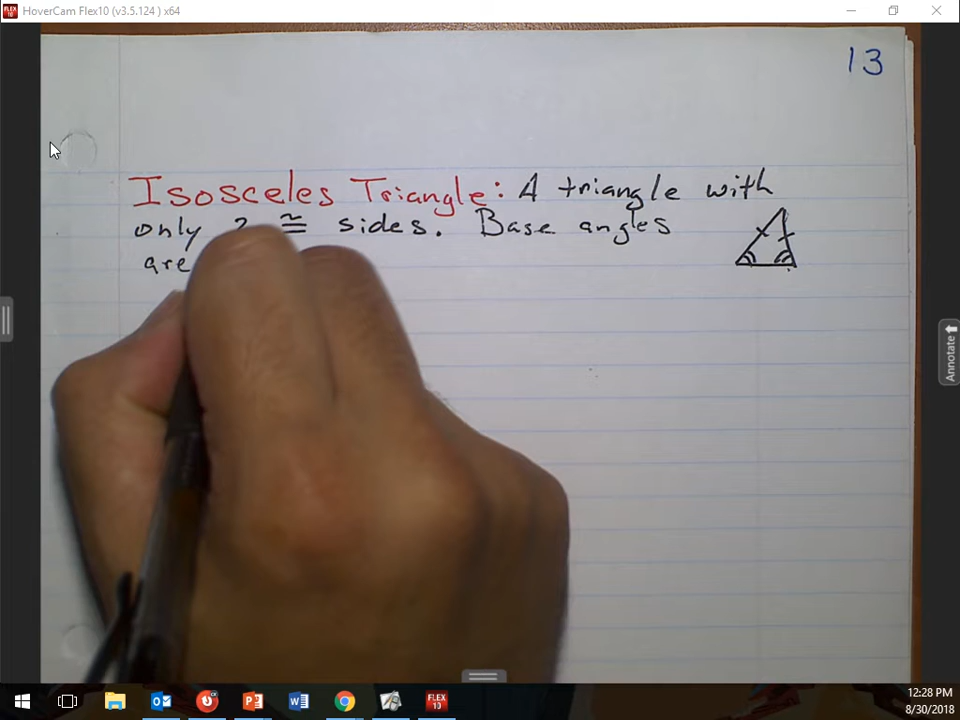 HoverCam Flex10 (v3.5.124 ) x64
13
Isosceles Triangle: A triangle with
only 2 ≅ sides. Base angles
are
Annotate
12:28 PM
8/30/2018